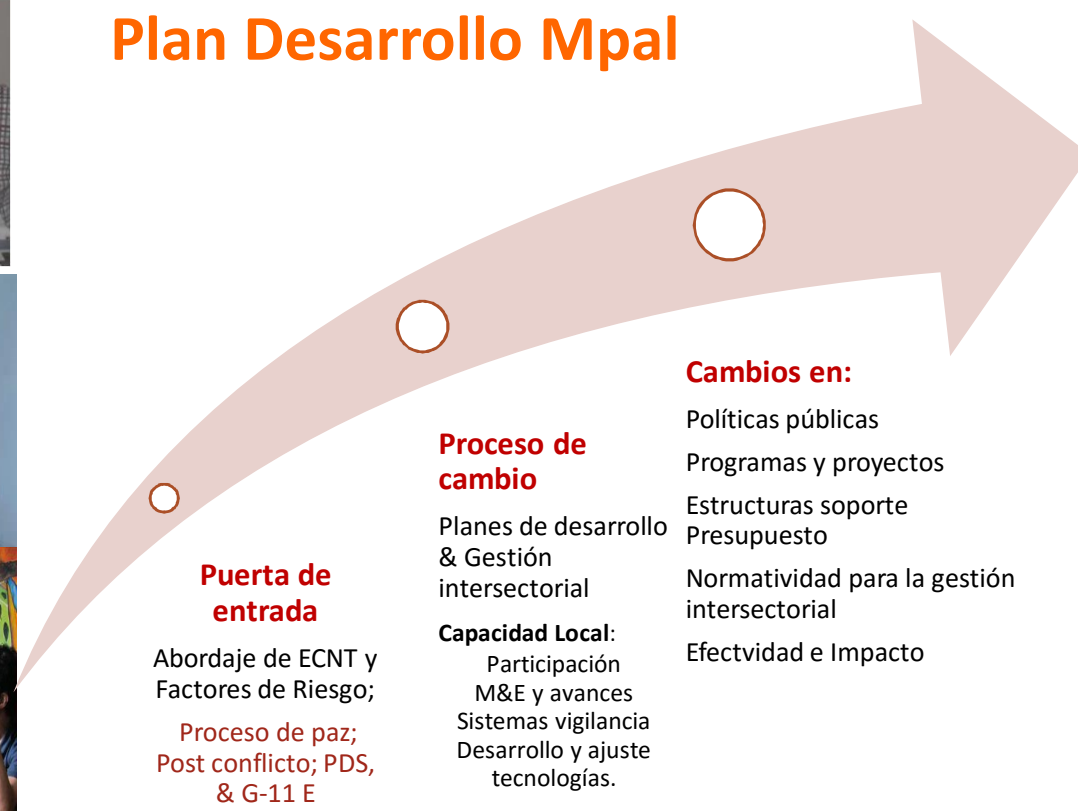 Plan Desarrollo Mpal
Puerta de
entrada
Abordaje de ECNT y
Factores de Riesgo;
Proceso de paz;
Post conflicto; PDS,
& G-11 E
Proceso de
cambio
Planes de desarrollo
& Gestión
intersectorial
Capacidad Local:
Participación
M&E y avances
Sistemas vigilancia
Desarrollo y ajuste
tecnologías.
Cambios en:
Políticas públicas
Programas y proyectos
Estructuras soporte
Presupuesto
Normatividad para la gestión
intersectorial
Efectvidad e Impacto